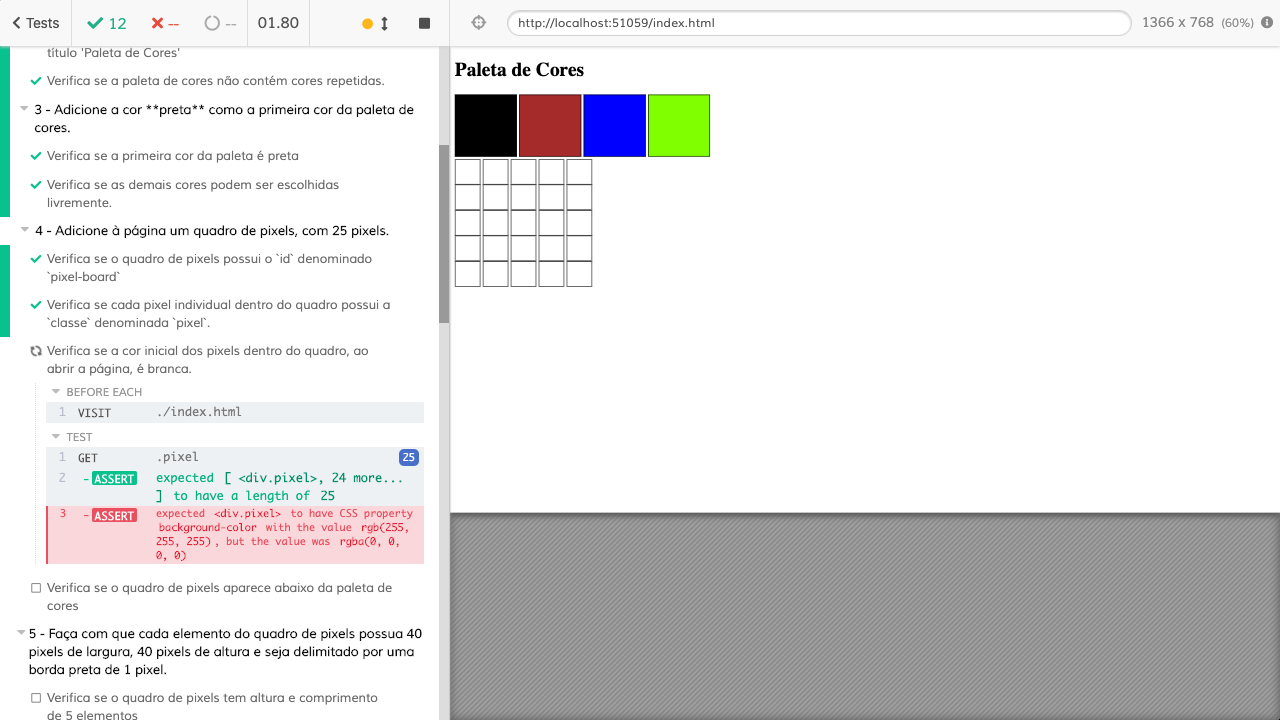 Tests
12
--
--
01.80
http://localhost:51059/index.html
1366 x 768 (60%)
título 'Paleta de Cores'
Verifica se a paleta de cores não contém cores repetidas.
3 - Adicione a cor **preta** como a primeira cor da paleta de
cores.
Verifica se a primeira cor da paleta é preta
Verifica se as demais cores podem ser escolhidas
livremente.
4 - Adicione à página um quadro de pixels, com 25 pixels.
Verifica se o quadro de pixels possui o `id` denominado
`pixel-board`
Verifica se cada pixel individual dentro do quadro possui a
`classe` denominada `pixel`.
Verifica se a cor inicial dos pixels dentro do quadro, ao
abrir a página, é branca.
BEFORE EACH
1 VISIT ./index.html
TEST
1 GET .pixel 25
2 -ASSERT expected [ <div.pixel>, 24 more...
] to have a length of 25
3 -ASSERT expected <div.pixel> to have CSS property
background-color with the value rgb(255,
255, 255), but the value was rgba(0, 0,
0, 0)
Verifica se o quadro de pixels aparece abaixo da paleta de
cores
5 - Faça com que cada elemento do quadro de pixels possua 40
pixels de largura, 40 pixels de altura e seja delimitado por uma
borda preta de 1 pixel.
Verifica se o quadro de pixels tem altura e comprimento
de 5 elementos
Paleta de Cores